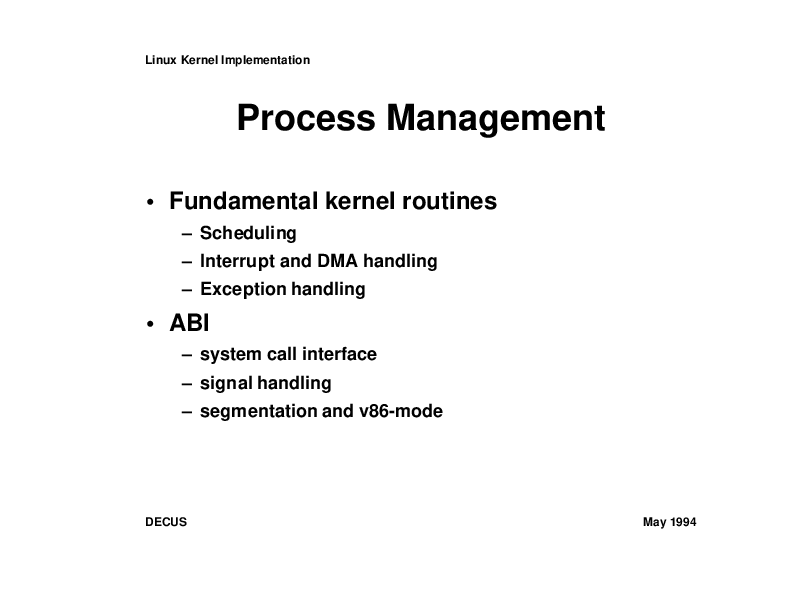 Linux Kernel Implementation
Process Management
• Fundamental kernel routines
– Scheduling
– Interrupt and DMA handling
– Exception handling
• ABI
– system call interface
– signal handling
– segmentation and v86-mode
DECUS May 1994